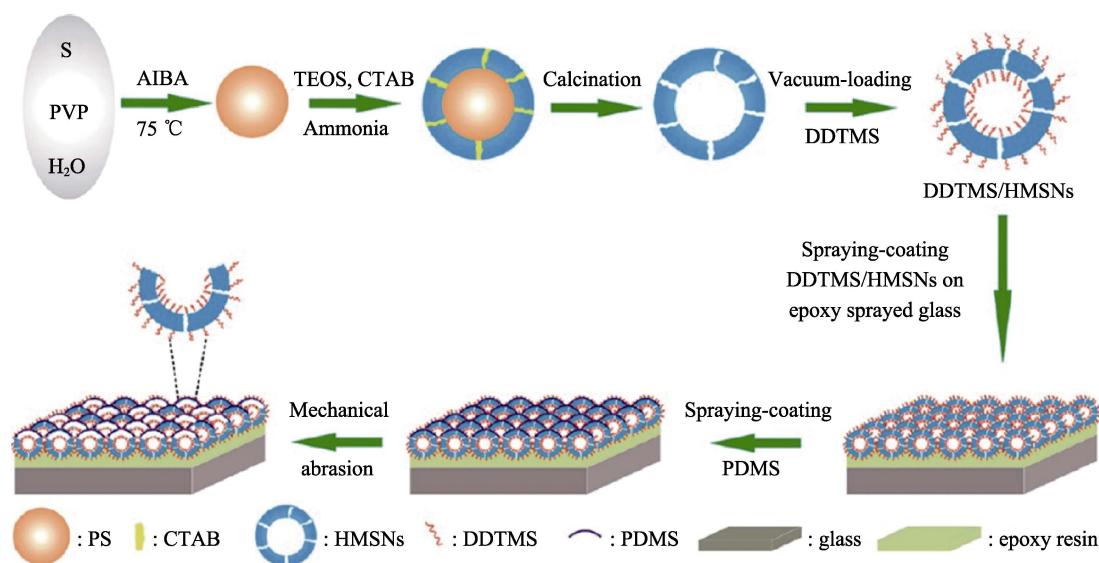 S
PVP
H₂O
AIBA
75 ℃
TEOS, CTAB
Ammonia
Calcination
Vacuum-loading
DDTMS
DDTMS/HMSNs
Spraying-coating
DDTMS/HMSNs on
epoxy sprayed glass
Mechanical
abrasion
Spraying-coating
PDMS
: PS
: CTAB
: HMSNs
: DDTMS
: PDMS
: glass
: epoxy resin